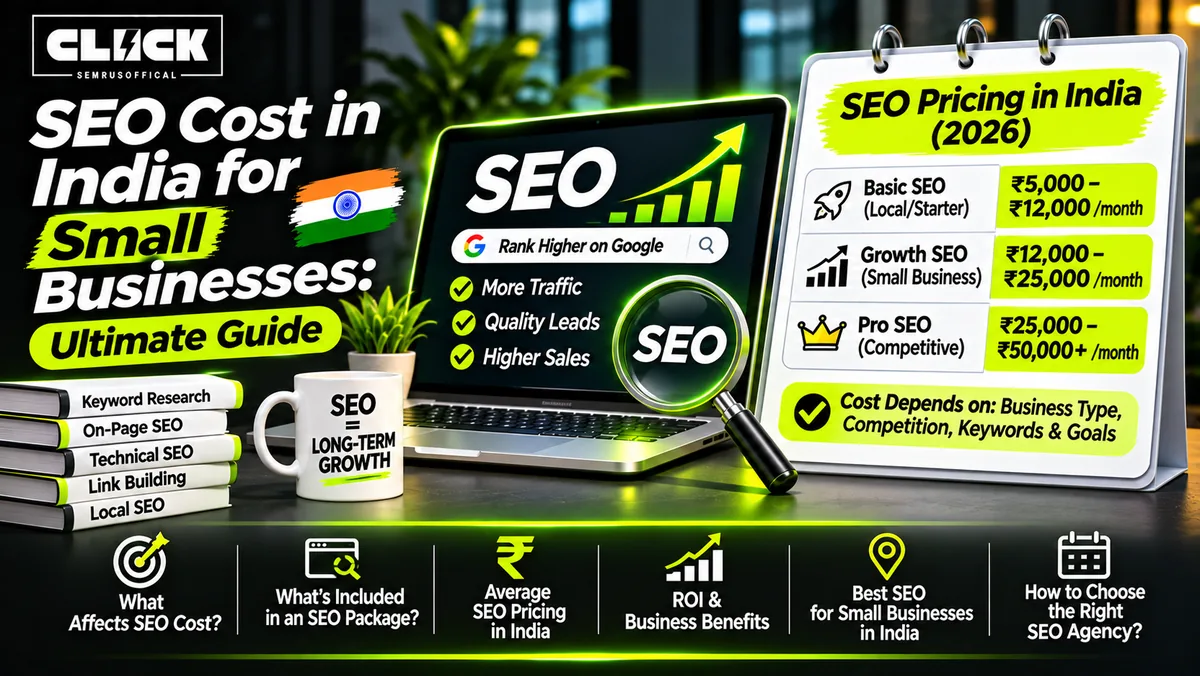 CLICK
SEMRUSOFFICAL
SEO Cost in
India for
Small
Businesses:
Ultimate Guide
Keyword Research
On-Page SEO
Technical SEO
Link Building
Local SEO
SEO
=
LONG-TERM
GROWTH
SEO
Rank Higher on Google
More Traffic
Quality Leads
Higher Sales
SEO
SEO Pricing in India
(2026)
Basic SEO
(Local/Starter)
₹5,000 –
₹12,000 /month
Growth SEO
(Small Business)
₹12,000 –
₹25,000 /month
Pro SEO
(Competitive)
₹25,000 –
₹50,000+ /month
Cost Depends on: Business Type,
Competition, Keywords & Goals
What
Affects SEO Cost?
What's Included
in an SEO Package?
Average
SEO Pricing
in India
ROI &
Business Benefits
Best SEO
for Small Businesses
in India
How to Choose
the Right
SEO Agency?